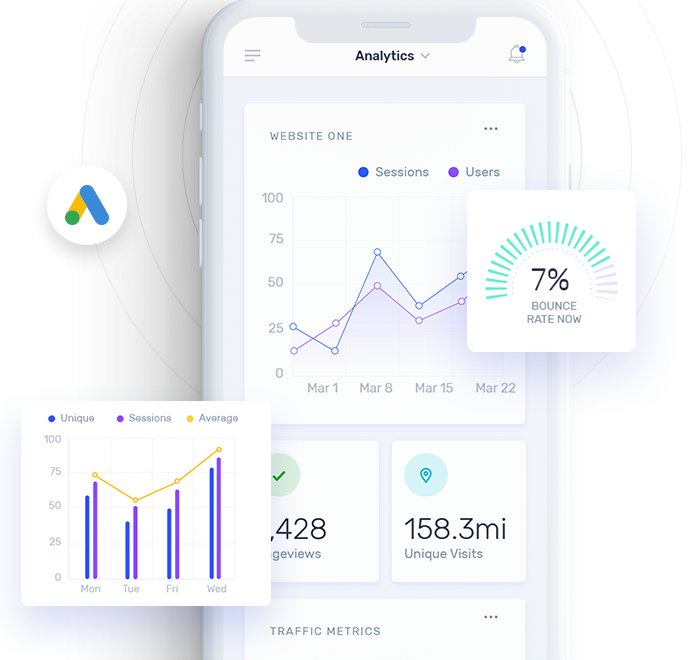 Analytics
WEBSITE ONE
Sessions
Users
100
75
50
25
0
Mar 1
Mar 8
Mar 15
Mar 22
7%
BOUNCE
RATE NOW
Unique
Sessions
Average
100
75
50
25
0
Mon
Tue
Fri
Wed
,428
geviews
158.3mi
Unique Visits
TRAFFIC METRICS